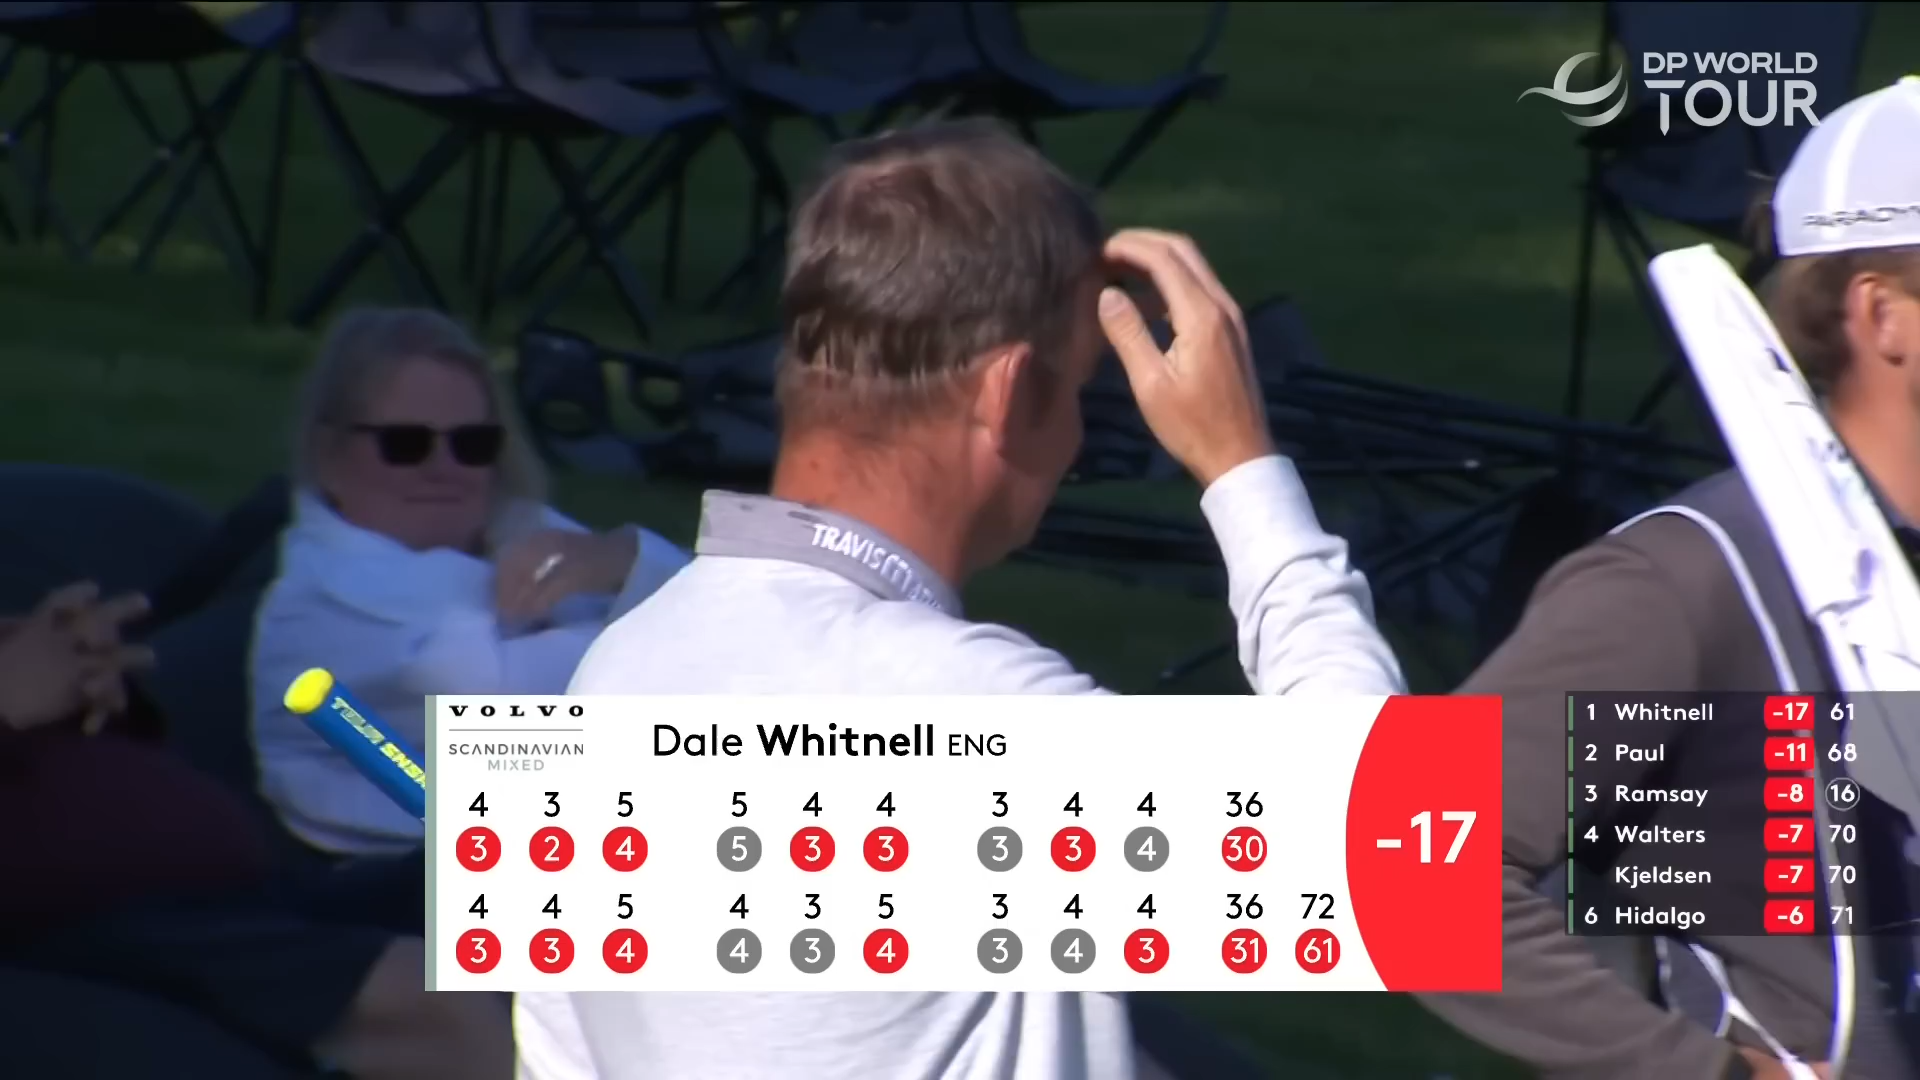 DP WORLD
TOUR
VOLVO
SCANDINAVIAN
MIXED
Dale Whitnell ENG
4 3 5 5 4 4 3 4 4 36
3 2 4 5 3 3 3 3 4 30
4 4 5 4 3 5 3 4 4 36 72
3 3 4 4 3 4 3 4 3 31 61
-17
1 Whitnell -17 61
2 Paul -11 68
3 Ramsay -8 16
4 Walters -7 70
Kjeldsen -7 70
6 Hidalgo -6 71